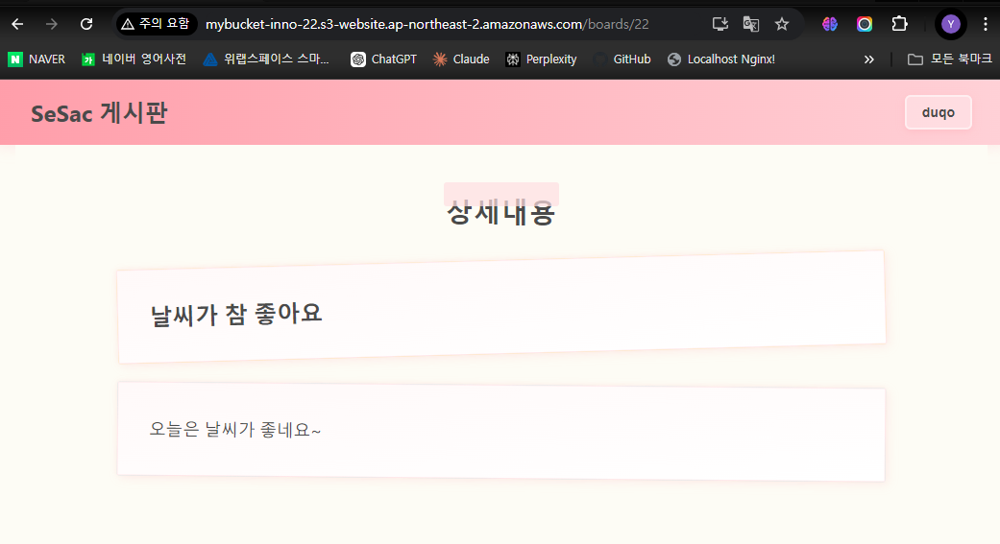 주의 요함 mybucket-inno-22.s3-website.ap-northeast-2.amazonaws.com/boards/22 Y
NAVER 네이버 영어사전 위랩스페이스 스마... ChatGPT Claude Perplexity GitHub Localhost Nginx! » 모든 북마크
SeSac 게시판 duqo
상세내용
날씨가 참 좋아요
오늘은 날씨가 좋네요~